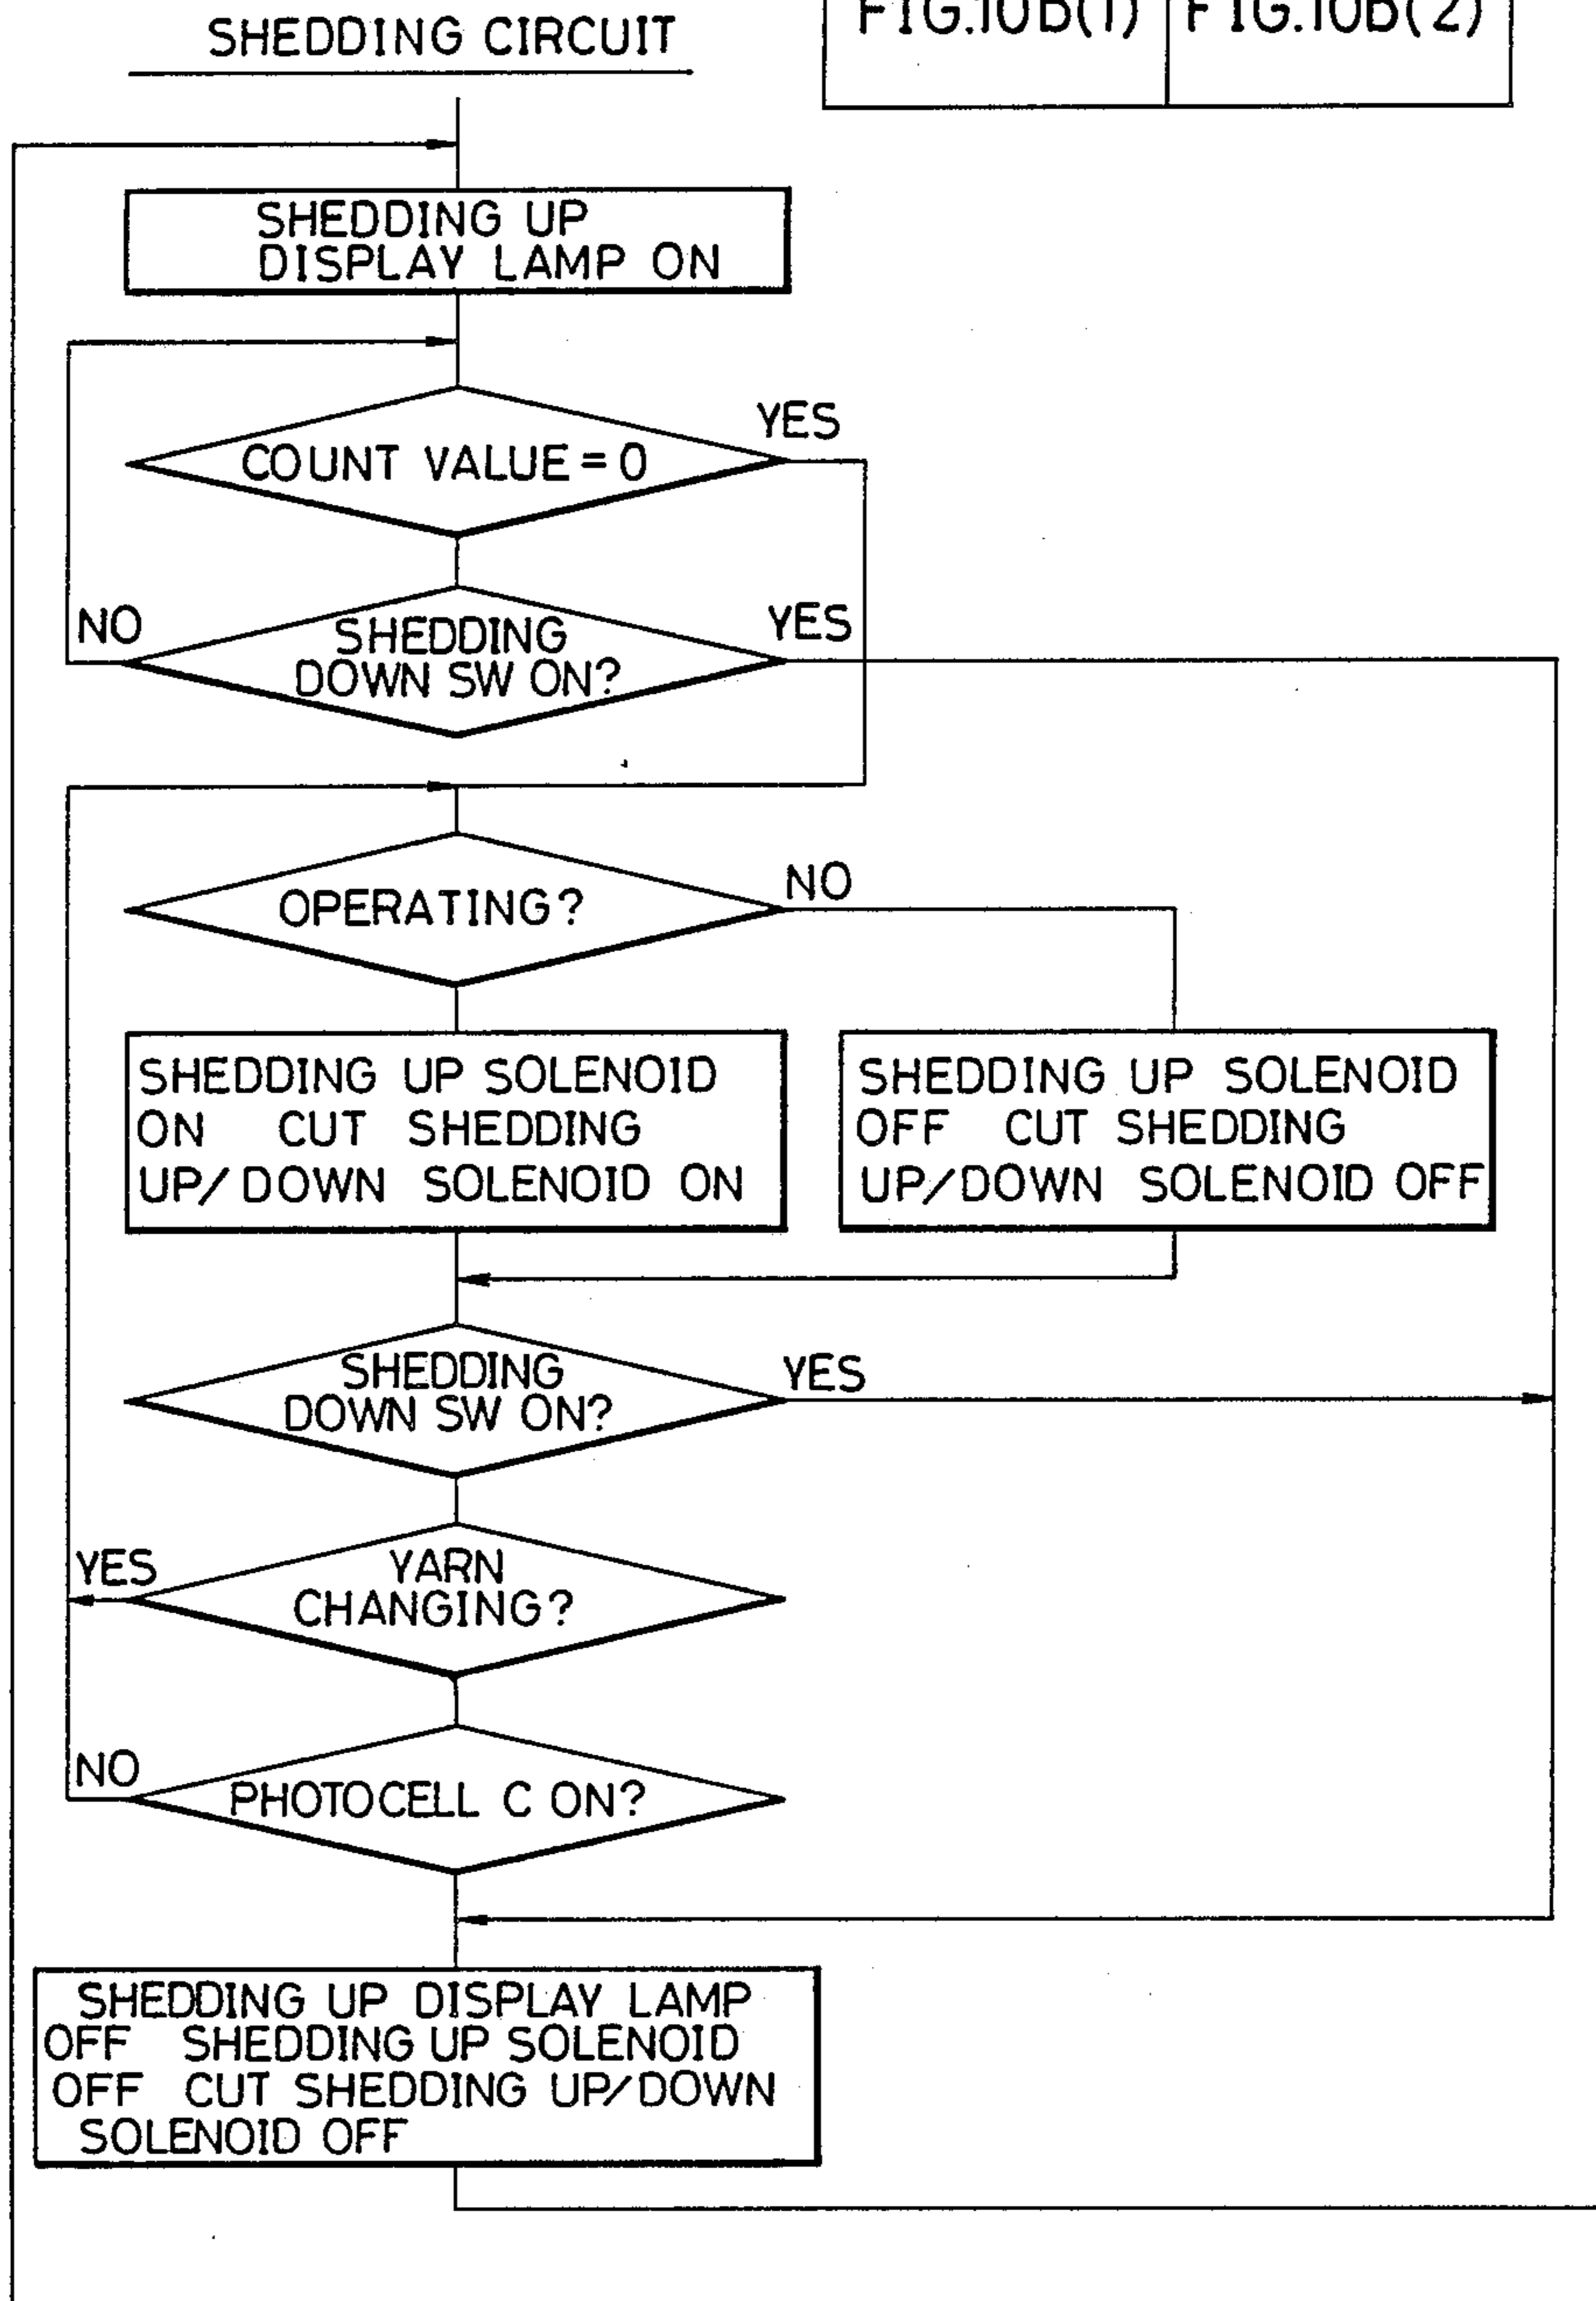 SHEDDING CIRCUIT
FIG.10B(1)
FIG.10B(2)
SHEDDING UP
DISPLAY LAMP ON
COUNT VALUE = 0
YES
NO
SHEDDING
DOWN SW ON?
YES
OPERATING?
NO
SHEDDING UP SOLENOID
ON CUT SHEDDING
UP/DOWN SOLENOID ON
SHEDDING UP SOLENOID
OFF CUT SHEDDING
UP/DOWN SOLENOID OFF
SHEDDING
DOWN SW ON?
YES
YES
YARN
CHANGING?
NO
PHOTOCELL C ON?
SHEDDING UP DISPLAY LAMP
OFF SHEDDING UP SOLENOID
OFF CUT SHEDDING UP/DOWN
SOLENOID OFF